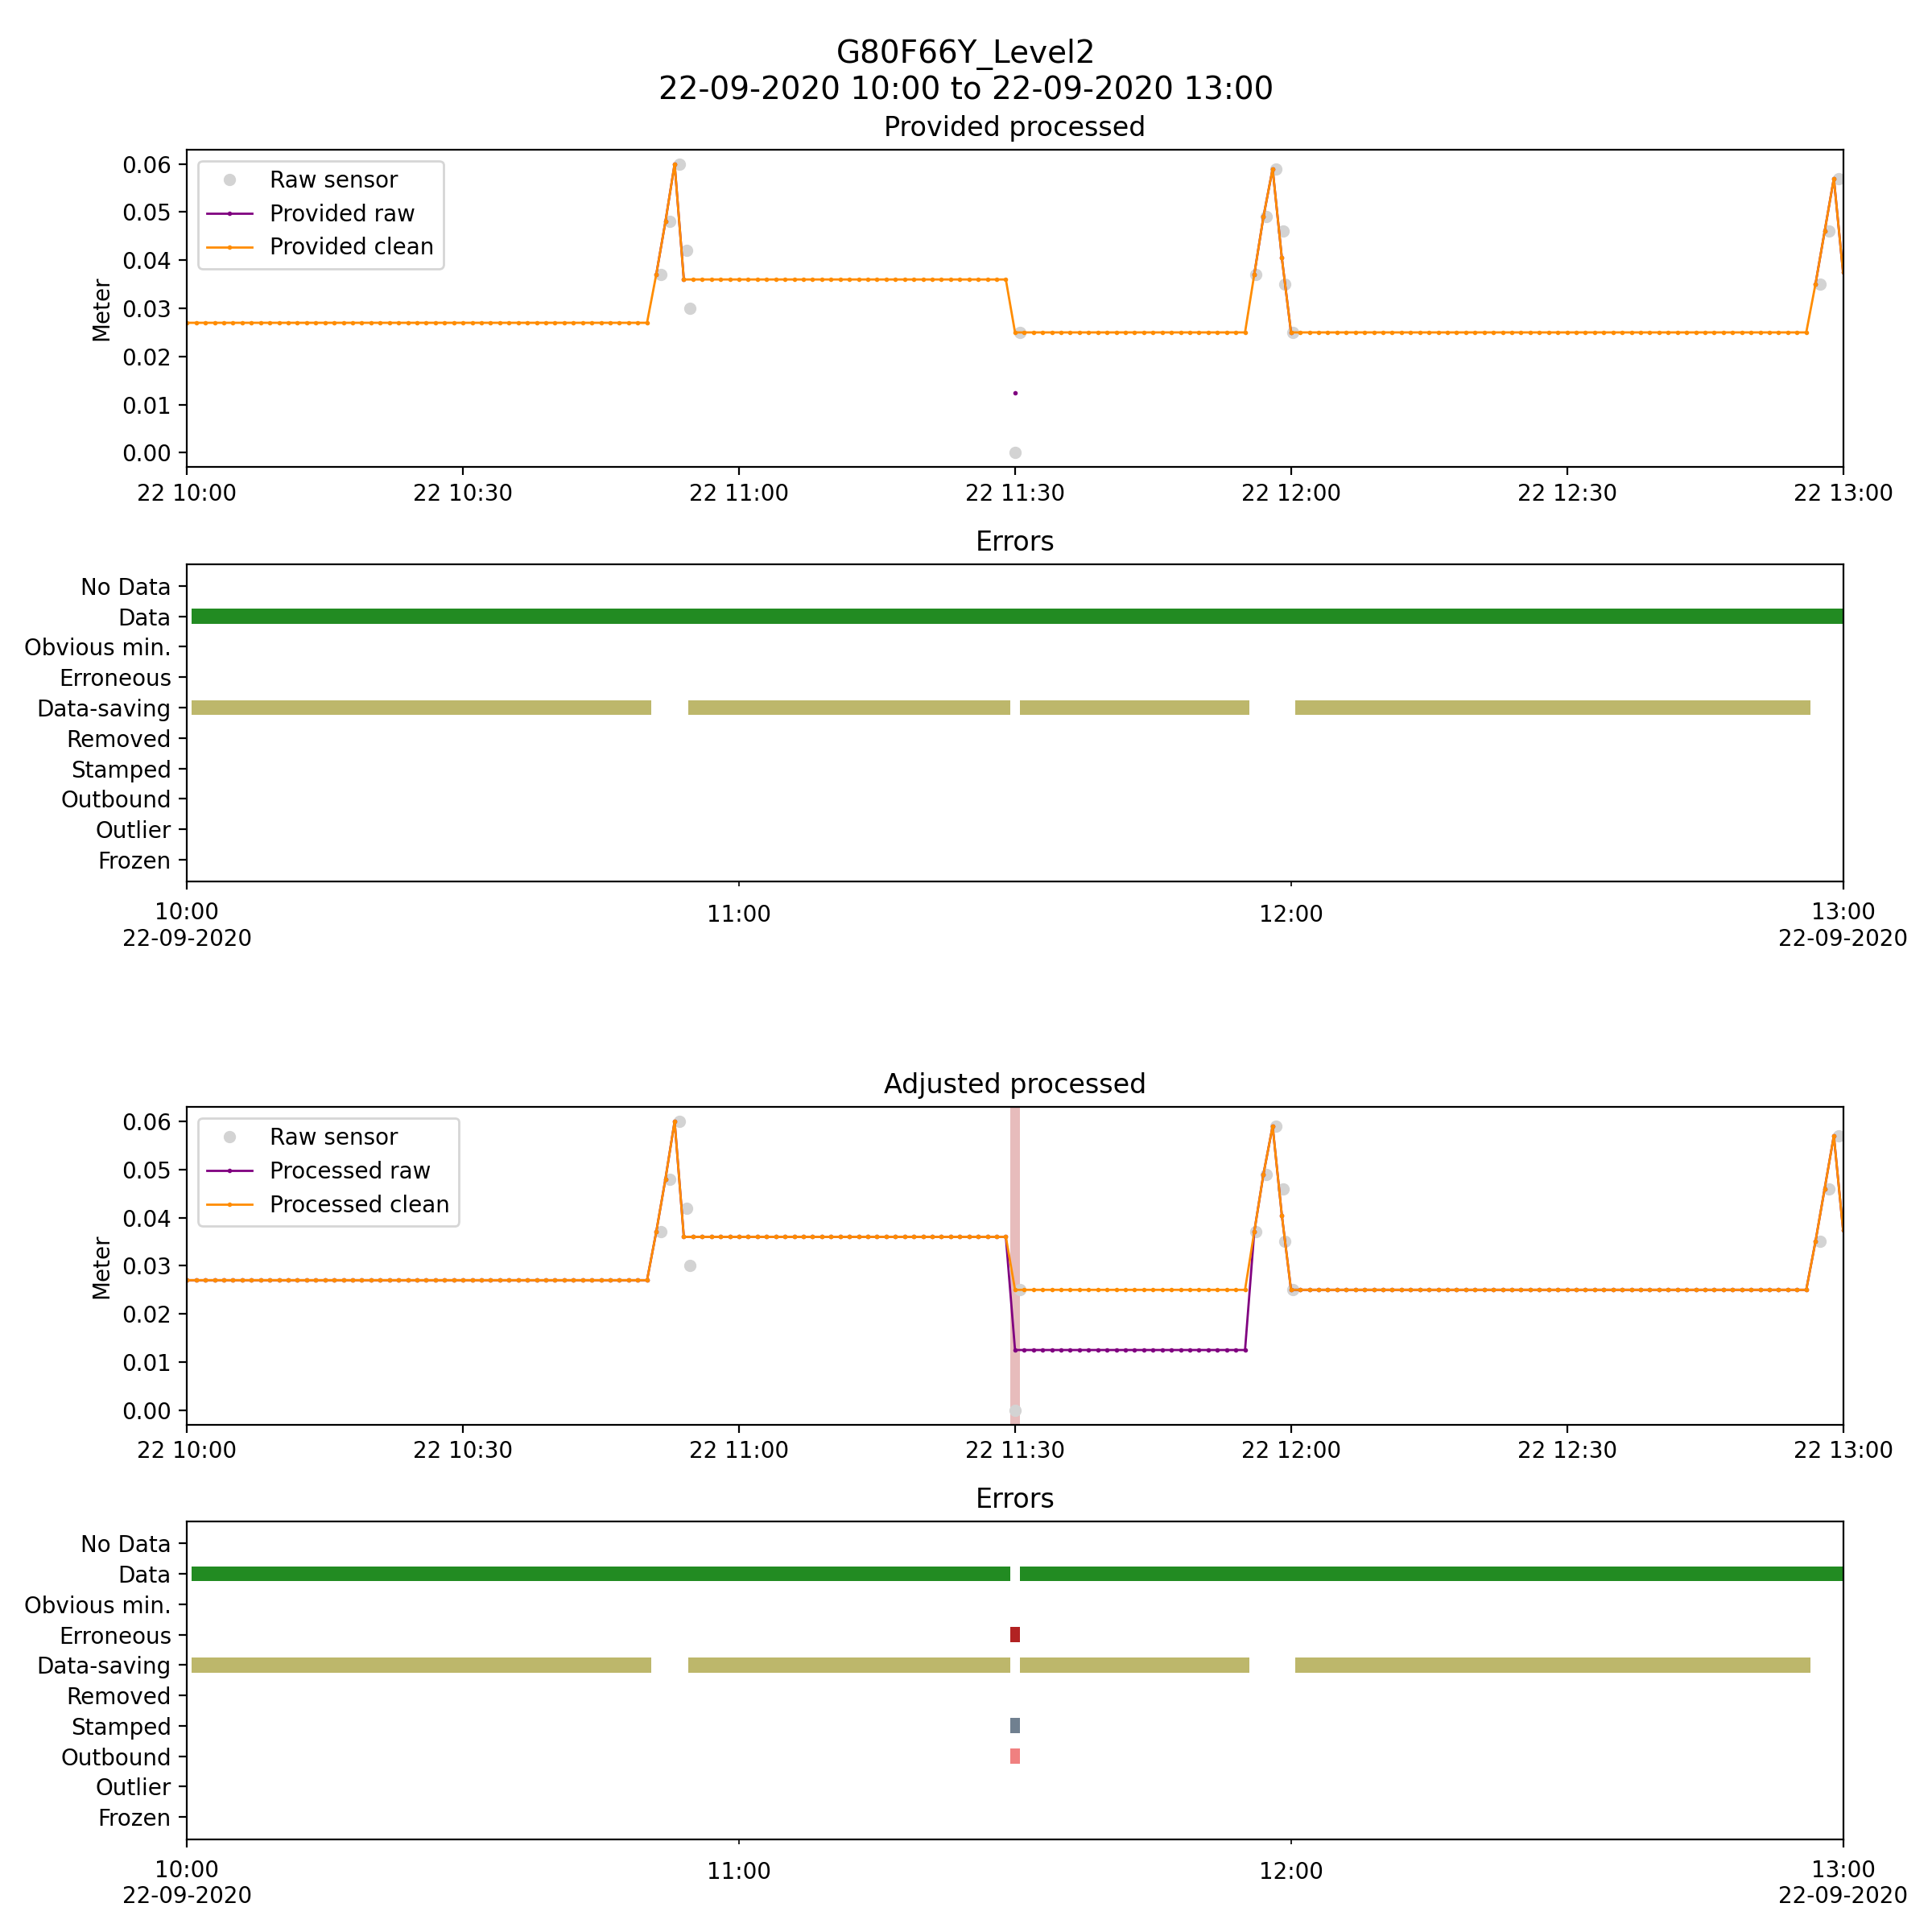 G80F66Y_Level2
22-09-2020 10:00 to 22-09-2020 13:00
Provided processed
Meter
0.06
0.05
0.04
0.03
0.02
0.01
0.00
Raw sensor
Provided raw
Provided clean
22 10:00 22 10:30 22 11:00 22 11:30 22 12:00 22 12:30 22 13:00
Errors
No Data
Data
Obvious min.
Erroneous
Data-saving
Removed
Stamped
Outbound
Outlier
Frozen
10:00 11:00 12:00 13:00
22-09-2020 22-09-2020
Adjusted processed
Meter
0.06
0.05
0.04
0.03
0.02
0.01
0.00
Raw sensor
Processed raw
Processed clean
22 10:00 22 10:30 22 11:00 22 11:30 22 12:00 22 12:30 22 13:00
Errors
No Data
Data
Obvious min.
Erroneous
Data-saving
Removed
Stamped
Outbound
Outlier
Frozen
10:00 11:00 12:00 13:00
22-09-2020 22-09-2020